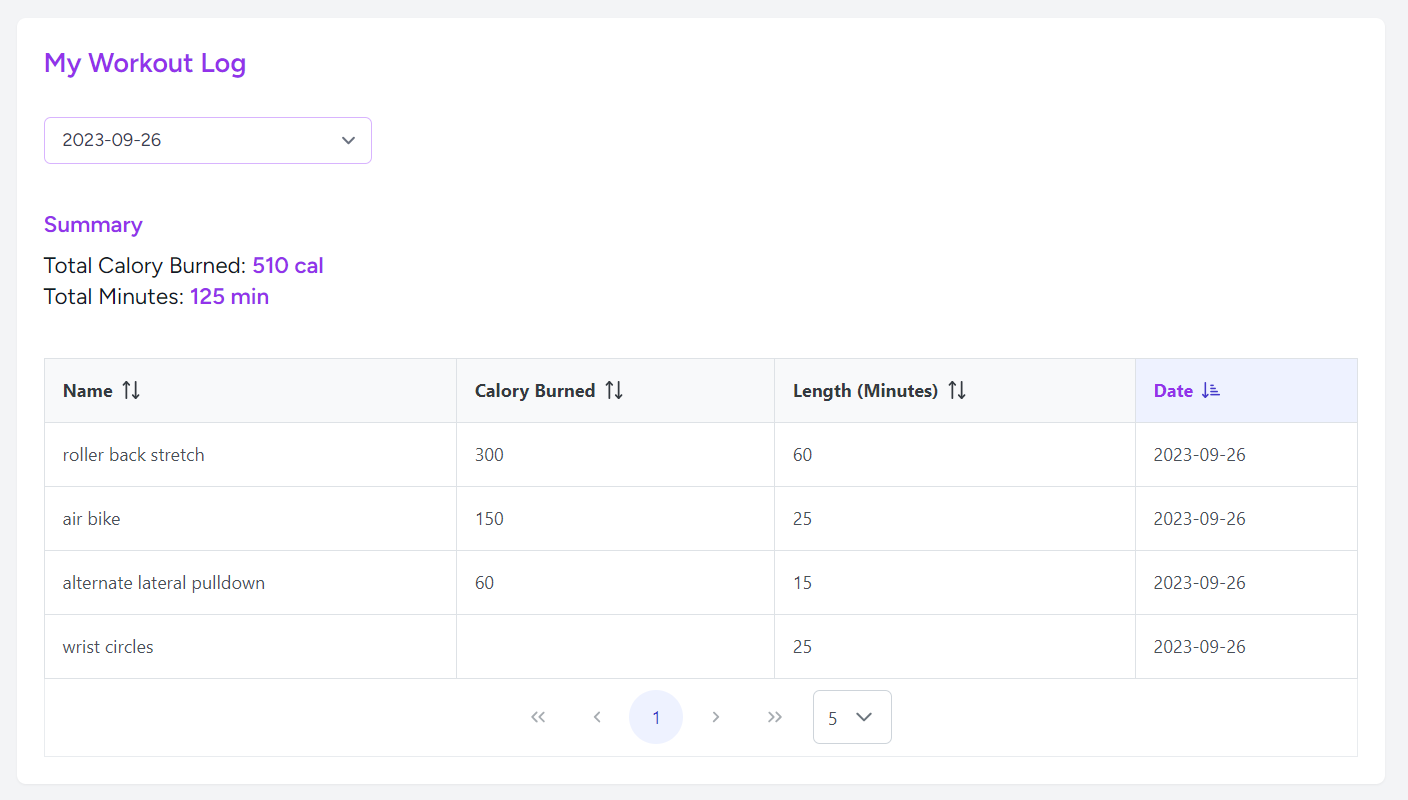 My Workout Log
2023-09-26
Summary
Total Calory Burned: 510 cal
Total Minutes: 125 min
Name Calory Burned Length (Minutes) Date
roller back stretch 300 60 2023-09-26
air bike 150 25 2023-09-26
alternate lateral pulldown 60 15 2023-09-26
wrist circles 25 2023-09-26
1 5